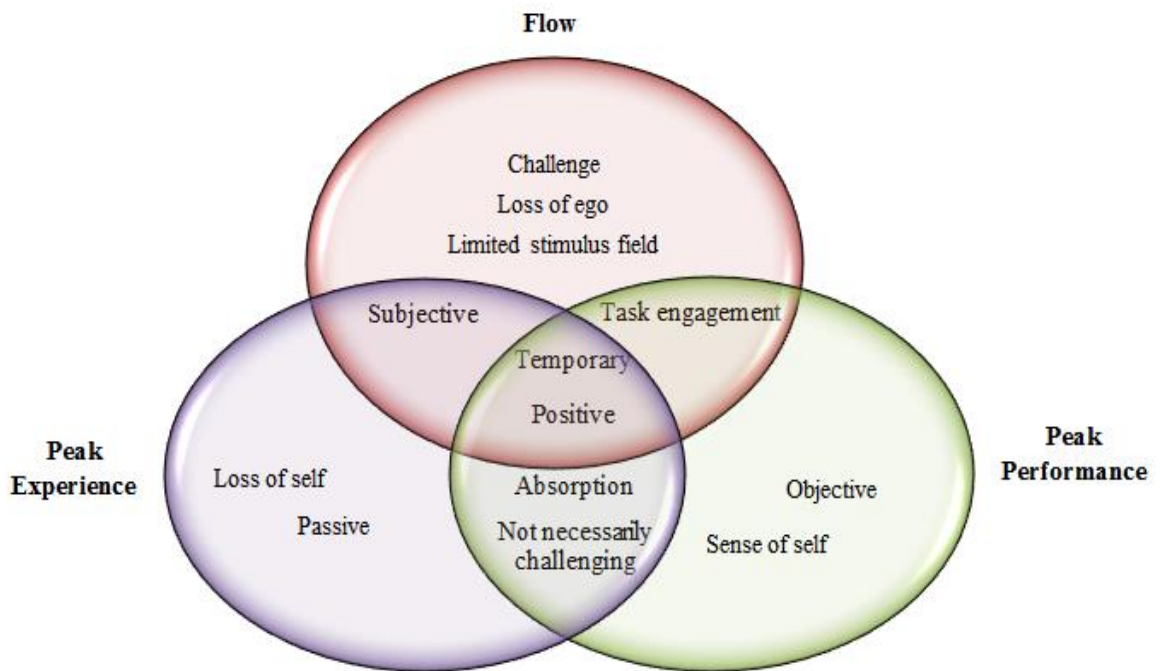 Flow
Challenge
Loss of ego
Limited stimulus field
Subjective
Task engagement
Temporary
Positive
Peak
Experience
Loss of self
Passive
Absorption
Not necessarily
challenging
Peak
Performance
Objective
Sense of self